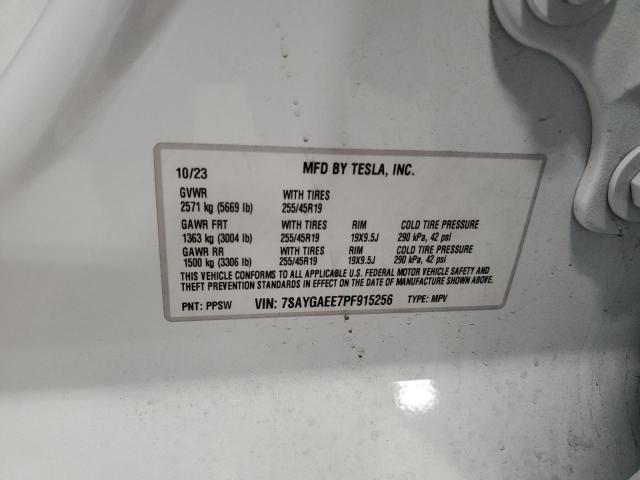 10/23 MFD BY TESLA, INC.
GVWR WITH TIRES
2571 kg (5669 lb) 255/45R19
GAWR FRT WITH TIRES RIM COLD TIRE PRESSURE
1363 kg (3004 lb) 255/45R19 19X9.5J 290 kPa, 42 psi
GAWR RR WITH TIRES RIM COLD TIRE PRESSURE
1500 kg (3306 lb) 255/45R19 19X9.5J 290 kPa, 42 psi
THIS VEHICLE CONFORMS TO ALL APPLICABLE U.S. FEDERAL MOTOR VEHICLE SAFETY AND
THEFT PREVENTION STANDARDS IN EFFECT ON THE DATE OF MANUFACTURE SHOWN ABOVE.
PNT: PPSW VIN: 7SAYGAEE7PF915256 TYPE: MPV